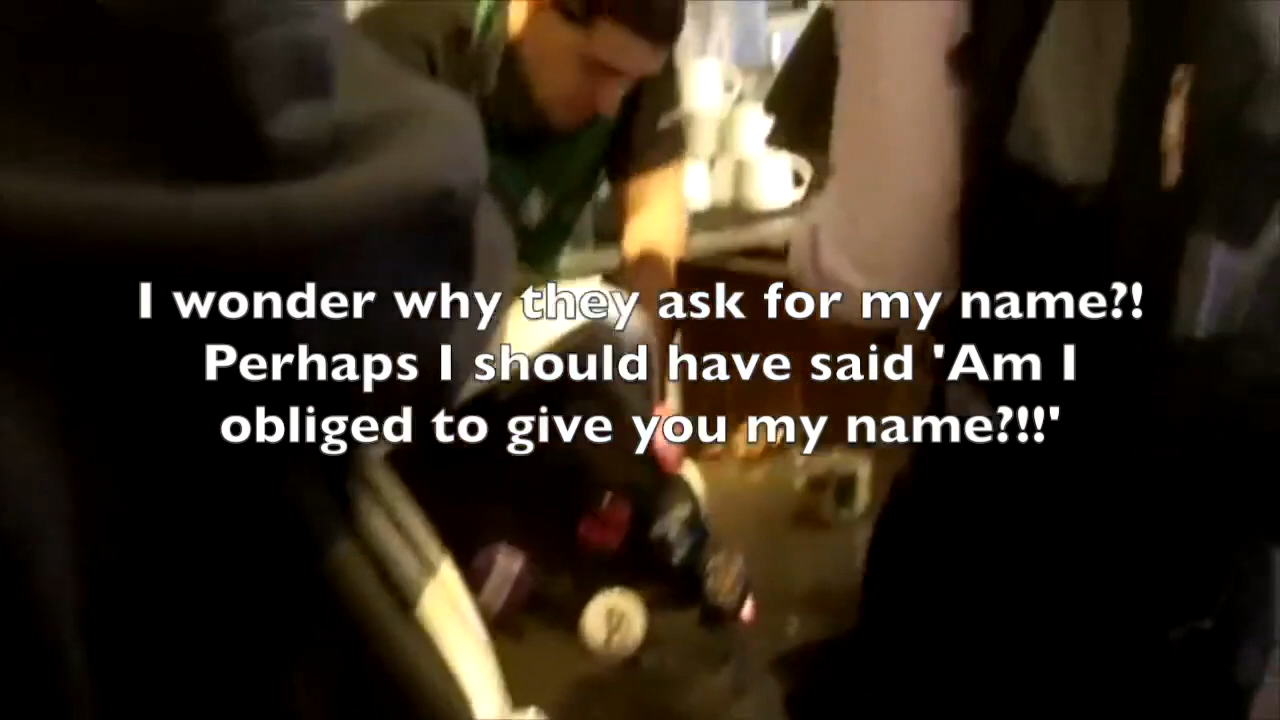 I wonder why they ask for my name?!
Perhaps I should have said 'Am I
obliged to give you my name?!!'